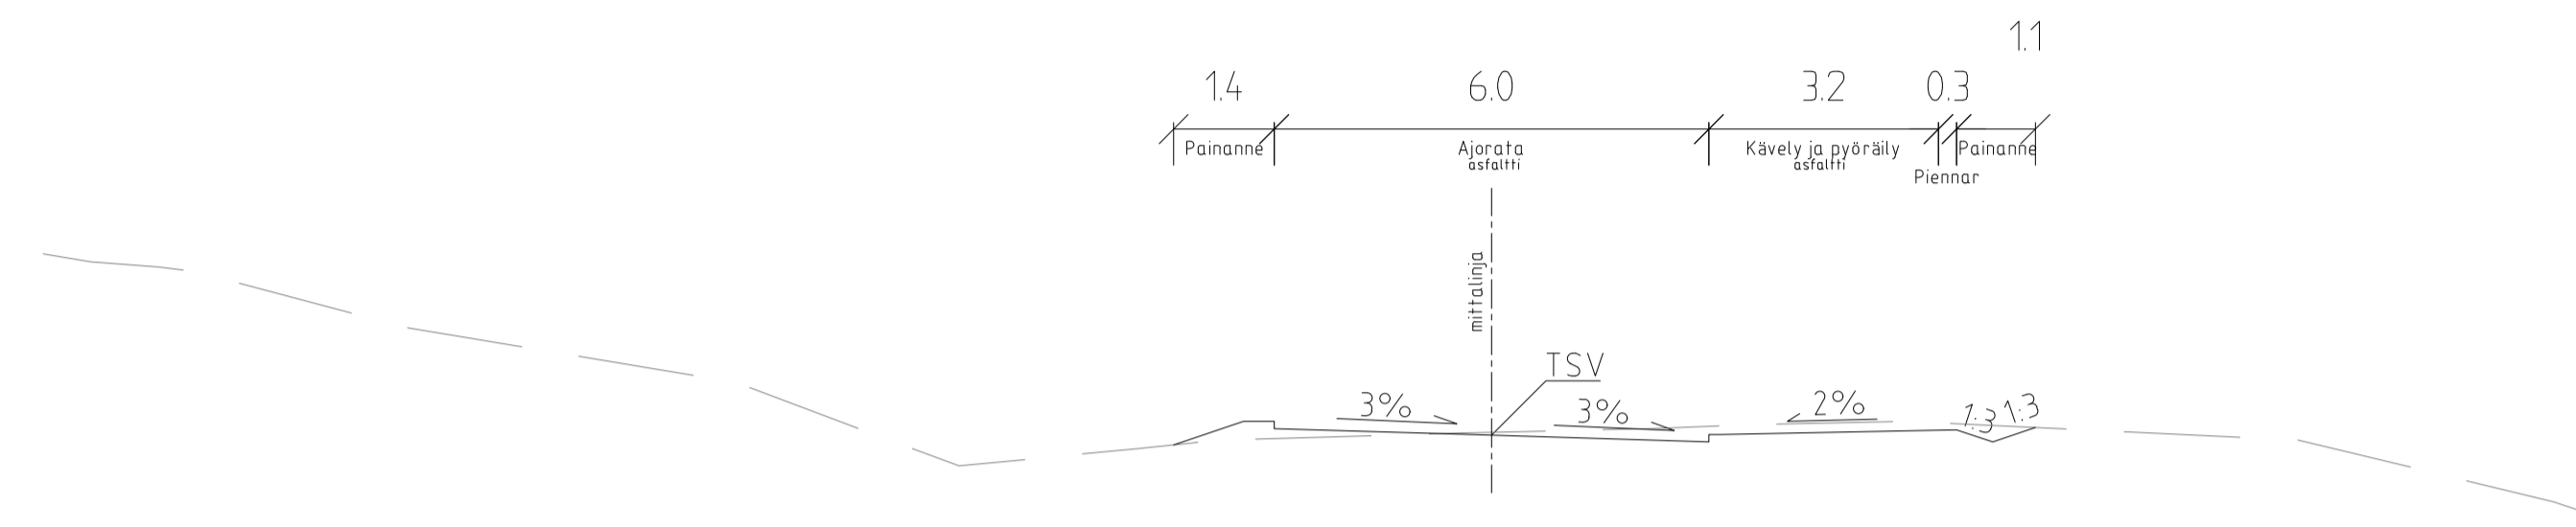 1.1
1.4 6.0 3.2 0.3
Painanne Ajorata Kävely ja pyöräily Painanne
asfaltti asfaltti
Piennar
mittalinja
TSV
3% 3% 2% 1:3 1:3